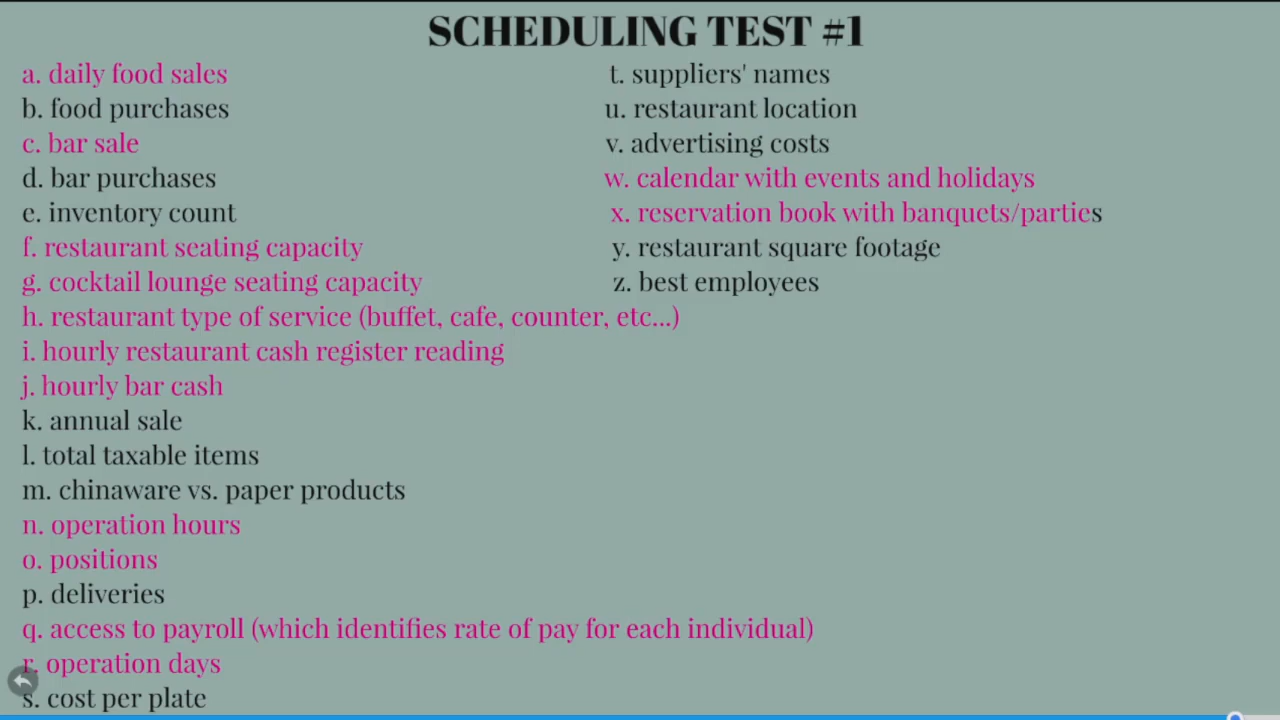 SCHEDULING TEST #1
a. daily food sales
b. food purchases
c. bar sale
d. bar purchases
e. inventory count
f. restaurant seating capacity
g. cocktail lounge seating capacity
h. restaurant type of service (buffet, cafe, counter, etc...)
i. hourly restaurant cash register reading
j. hourly bar cash
k. annual sale
l. total taxable items
m. chinaware vs. paper products
n. operation hours
o. positions
p. deliveries
q. access to payroll (which identifies rate of pay for each individual)
r. operation days
s. cost per plate
t. suppliers' names
u. restaurant location
v. advertising costs
w. calendar with events and holidays
x. reservation book with banquets/parties
y. restaurant square footage
z. best employees